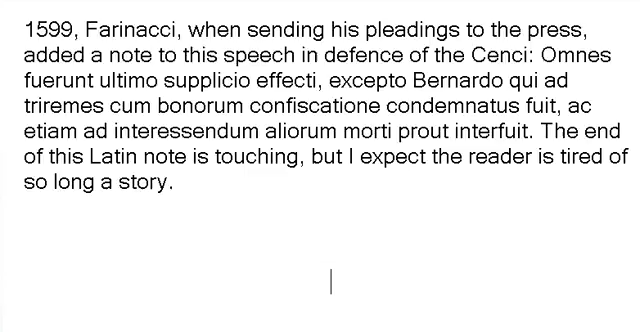 1599, Farinacci, when sending his pleadings to the press,
added a note to this speech in defence of the Cenci: Omnes
fuerunt ultimo supplicio effecti, excepto Bernardo qui ad
triremes cum bonorum confiscatione condemnatus fuit, ac
etiam ad interessendum aliorum morti prout interfuit. The end
of this Latin note is touching, but I expect the reader is tired of
so long a story.